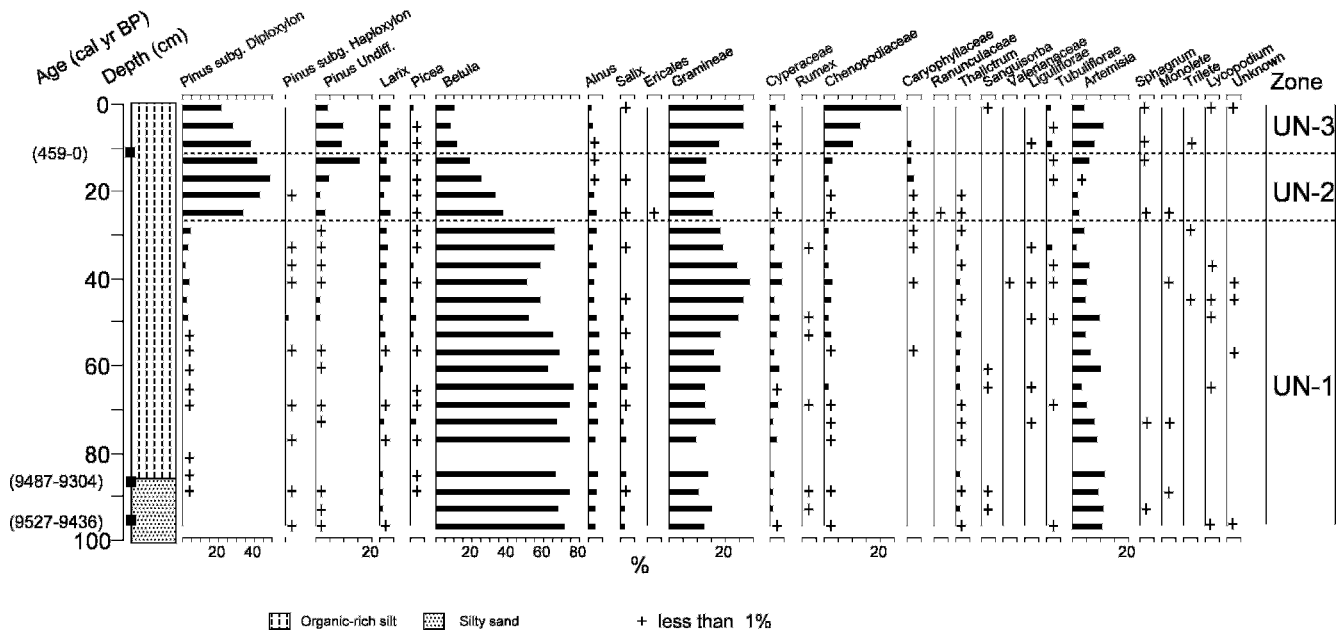 Age (cal yr BP)
Depth (cm)
Pinus subg. Diploxylon
Pinus subg. Haploxylon
Pinus Undiff.
Larix
Picea
Betula
Alnus
Salix
Ericales
Gramineae
Cyperaceae
Rumex
Chenopodiaceae
Caryophyllaceae
Ranunculaceae
Thalictrum
Sanguisorba
Valerianaceae
Liguliflorae
Tubuliflorae
Artemisia
Sphagnum
Monolete
Trilete
Lycopodium
Unknown
Zone
0
(459-0)
20
40
60
80
(9487-9304)
(9527-9436)
100
UN-3
UN-2
UN-1
20 40 20 20 40 60 80 20 20 20
%
Organic-rich silt
Silty sand
+ less than 1%